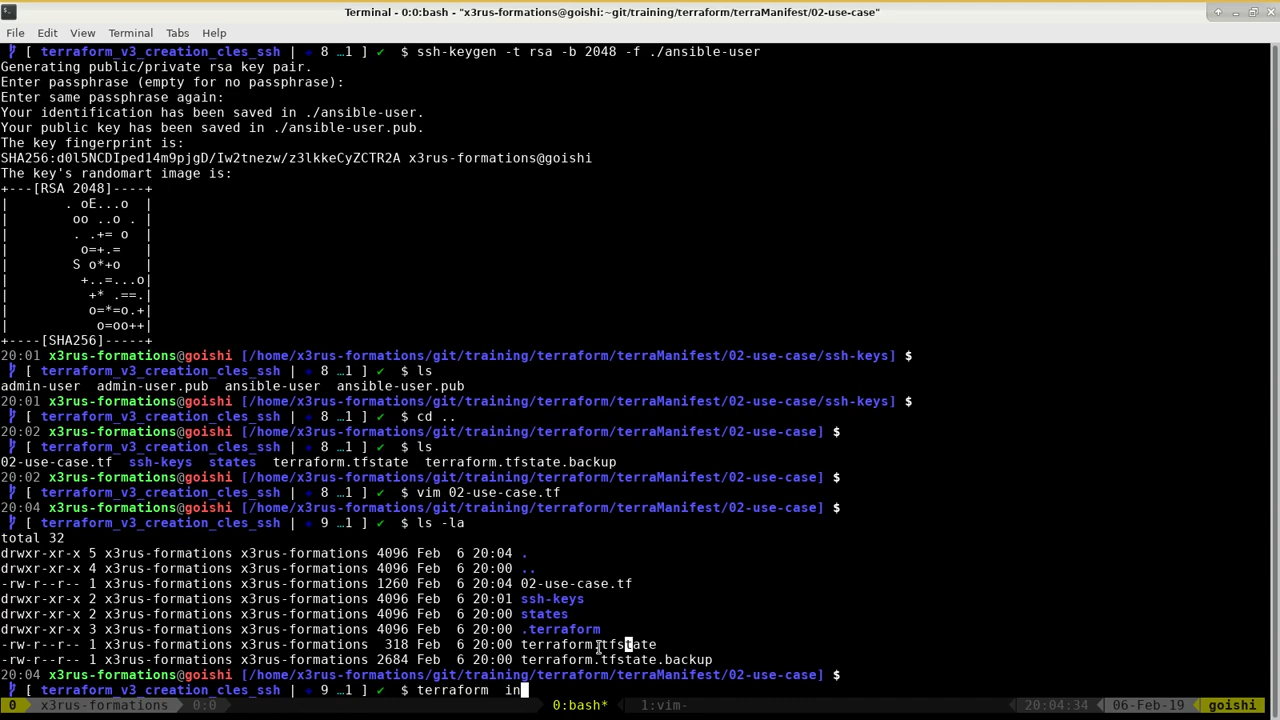 Terminal - 0:0:bash - "x3rus-formations@goishi:~git/training/terraform/terraManifest/02-use-case"
File Edit View Terminal Tabs Help
[ terraform_v3_creation_cles_ssh | 8 …1 ] ✔ $ ssh-keygen -t rsa -b 2048 -f ./ansible-user
Generating public/private rsa key pair.
Enter passphrase (empty for no passphrase):
Enter same passphrase again:
Your identification has been saved in ./ansible-user.
Your public key has been saved in ./ansible-user.pub.
The key fingerprint is:
SHA256:d0l5NCDIped14m9pjgD/Iw2tnezw/z3lkkeCyZCTR2A x3rus-formations@goishi
The key's randomart image is:
+---[RSA 2048]----+
|       . oE...o  |
|        oo ..o . |
|       . .+= o   |
|        o=+.=    |
|       S o*+o    |
|        +..=...o|
|         +* .==.|
|         o=*=o.+|
|          o=oo++|
+----[SHA256]-----+
20:01 x3rus-formations@goishi [/home/x3rus-formations/git/training/terraform/terraManifest/02-use-case/ssh-keys] $
[ terraform_v3_creation_cles_ssh | 8 …1 ] ✔ $ ls
admin-user admin-user.pub ansible-user ansible-user.pub
20:01 x3rus-formations@goishi [/home/x3rus-formations/git/training/terraform/terraManifest/02-use-case/ssh-keys] $
[ terraform_v3_creation_cles_ssh | 8 …1 ] ✔ $ cd ..
20:02 x3rus-formations@goishi [/home/x3rus-formations/git/training/terraform/terraManifest/02-use-case] $
[ terraform_v3_creation_cles_ssh | 8 …1 ] ✔ $ ls
02-use-case.tf ssh-keys states terraform.tfstate terraform.tfstate.backup
20:02 x3rus-formations@goishi [/home/x3rus-formations/git/training/terraform/terraManifest/02-use-case] $
[ terraform_v3_creation_cles_ssh | 8 …1 ] ✔ $ vim 02-use-case.tf
20:04 x3rus-formations@goishi [/home/x3rus-formations/git/training/terraform/terraManifest/02-use-case] $
[ terraform_v3_creation_cles_ssh | 9 …1 ] ✔ $ ls -la
total 32
drwxr-xr-x 5 x3rus-formations x3rus-formations 4096 Feb  6 20:04 .
drwxr-xr-x 4 x3rus-formations x3rus-formations 4096 Feb  6 20:00 ..
-rw-r--r-- 1 x3rus-formations x3rus-formations 1260 Feb  6 20:04 02-use-case.tf
drwxr-xr-x 2 x3rus-formations x3rus-formations 4096 Feb  6 20:01 ssh-keys
drwxr-xr-x 2 x3rus-formations x3rus-formations 4096 Feb  6 20:00 states
drwxr-xr-x 3 x3rus-formations x3rus-formations 4096 Feb  6 20:00 .terraform
-rw-r--r-- 1 x3rus-formations x3rus-formations  318 Feb  6 20:00 terraform.tfstate
-rw-r--r-- 1 x3rus-formations x3rus-formations 2684 Feb  6 20:00 terraform.tfstate.backup
20:04 x3rus-formations@goishi [/home/x3rus-formations/git/training/terraform/terraManifest/02-use-case] $
[ terraform_v3_creation_cles_ssh | 9 …1 ] ✔ $ terraform  in
0 x3rus-formations 0:0 0:bash* 1:vim- 20:04:34 06-Feb-19 goishi